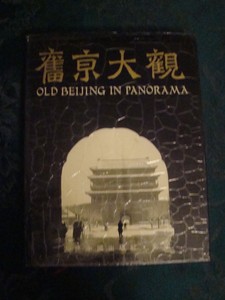 舊京大觀
OLD BEIJING IN PANORAMA